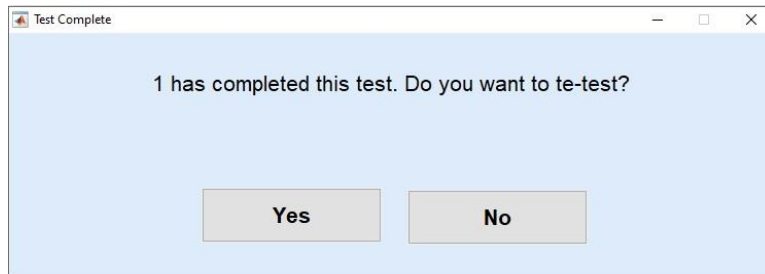 Test Complete
1 has completed this test. Do you want to te-test?
Yes
No